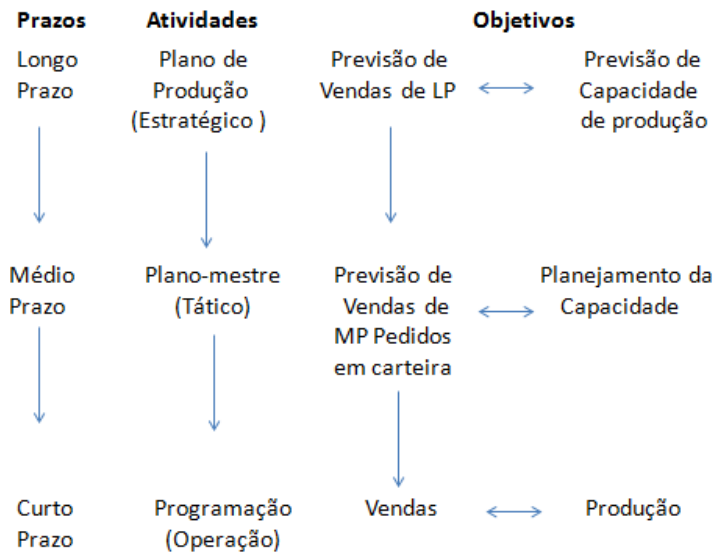 Prazos Atividades Objetivos
Longo Plano de Previsão de Previsão de
Prazo Produção Vendas de LP Capacidade
(Estratégico ) de produção
Médio Plano-mestre Previsão de Planejamento da
Prazo (Tático) Vendas de Capacidade
MP Pedidos
em carteira
Curto Programação Vendas Produção
Prazo (Operação)